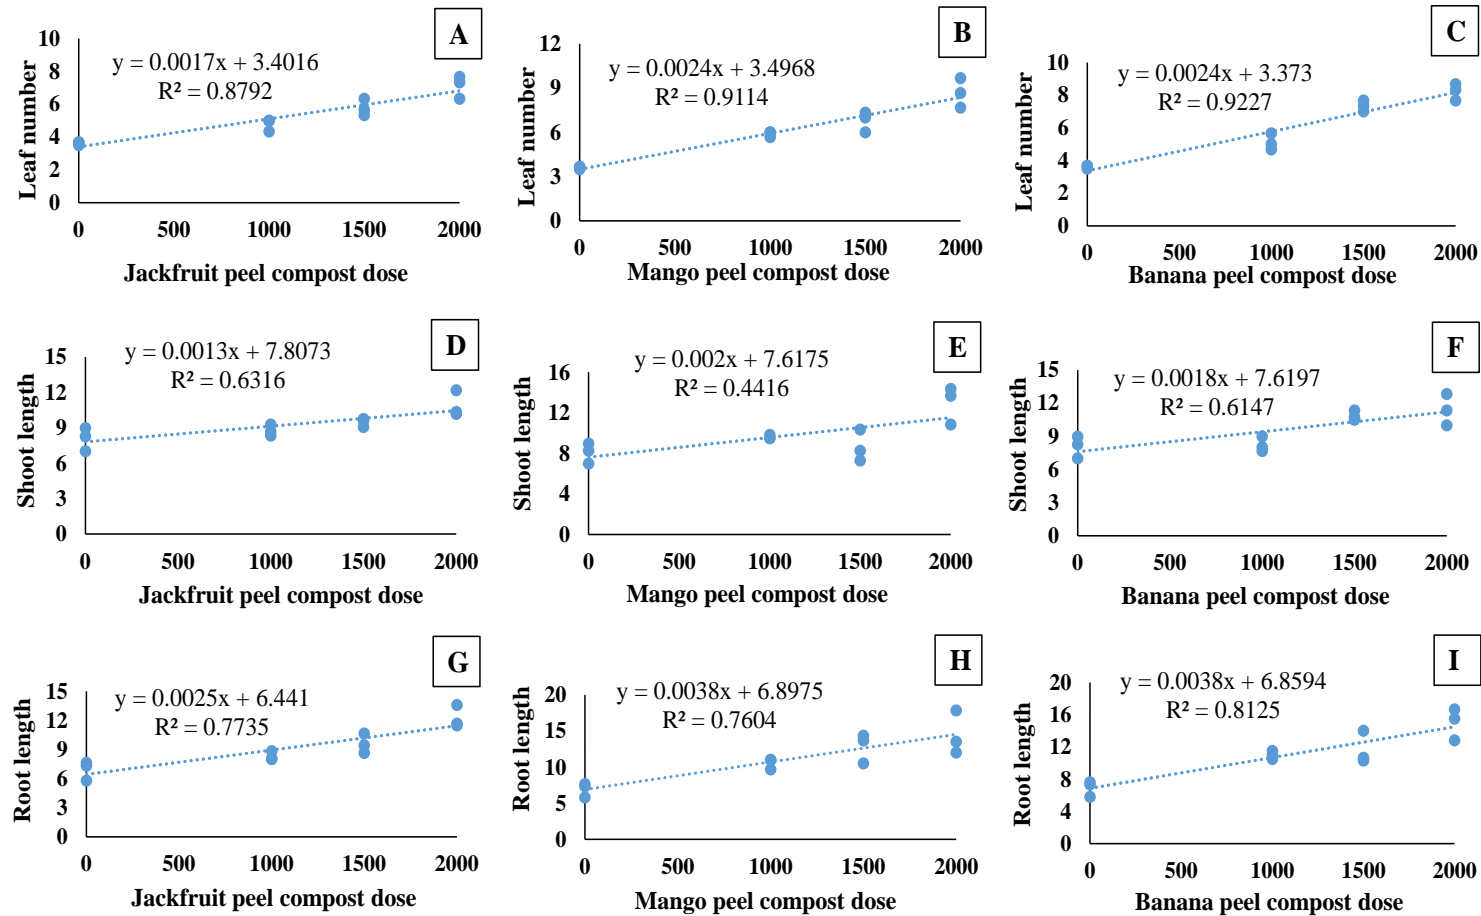 A
y = 0.0017x + 3.4016
R² = 0.8792
Leaf number
10
8
6
4
2
0
0 500 1000 1500 2000
Jackfruit peel compost dose
B
y = 0.0024x + 3.4968
R² = 0.9114
Leaf number
12
9
6
3
0
0 500 1000 1500 2000
Mango peel compost dose
C
y = 0.0024x + 3.373
R² = 0.9227
Leaf number
10
8
6
4
2
0
0 500 1000 1500 2000
Banana peel compost dose
D
y = 0.0013x + 7.8073
R² = 0.6316
Shoot length
15
12
9
6
3
0
0 500 1000 1500 2000
Jackfruit peel compost dose
E
y = 0.002x + 7.6175
R² = 0.4416
Shoot length
16
12
8
4
0
0 500 1000 1500 2000
Mango peel compost dose
F
y = 0.0018x + 7.6197
R² = 0.6147
Shoot length
15
12
9
6
3
0
0 500 1000 1500 2000
Banana peel compost dose
G
y = 0.0025x + 6.441
R² = 0.7735
Root length
15
12
9
6
3
0
0 500 1000 1500 2000
Jackfruit peel compost dose
H
y = 0.0038x + 6.8975
R² = 0.7604
Root length
20
15
10
5
0
0 500 1000 1500 2000
Mango peel compost dose
I
y = 0.0038x + 6.8594
R² = 0.8125
Root length
20
16
12
8
4
0
0 500 1000 1500 2000
Banana peel compost dose